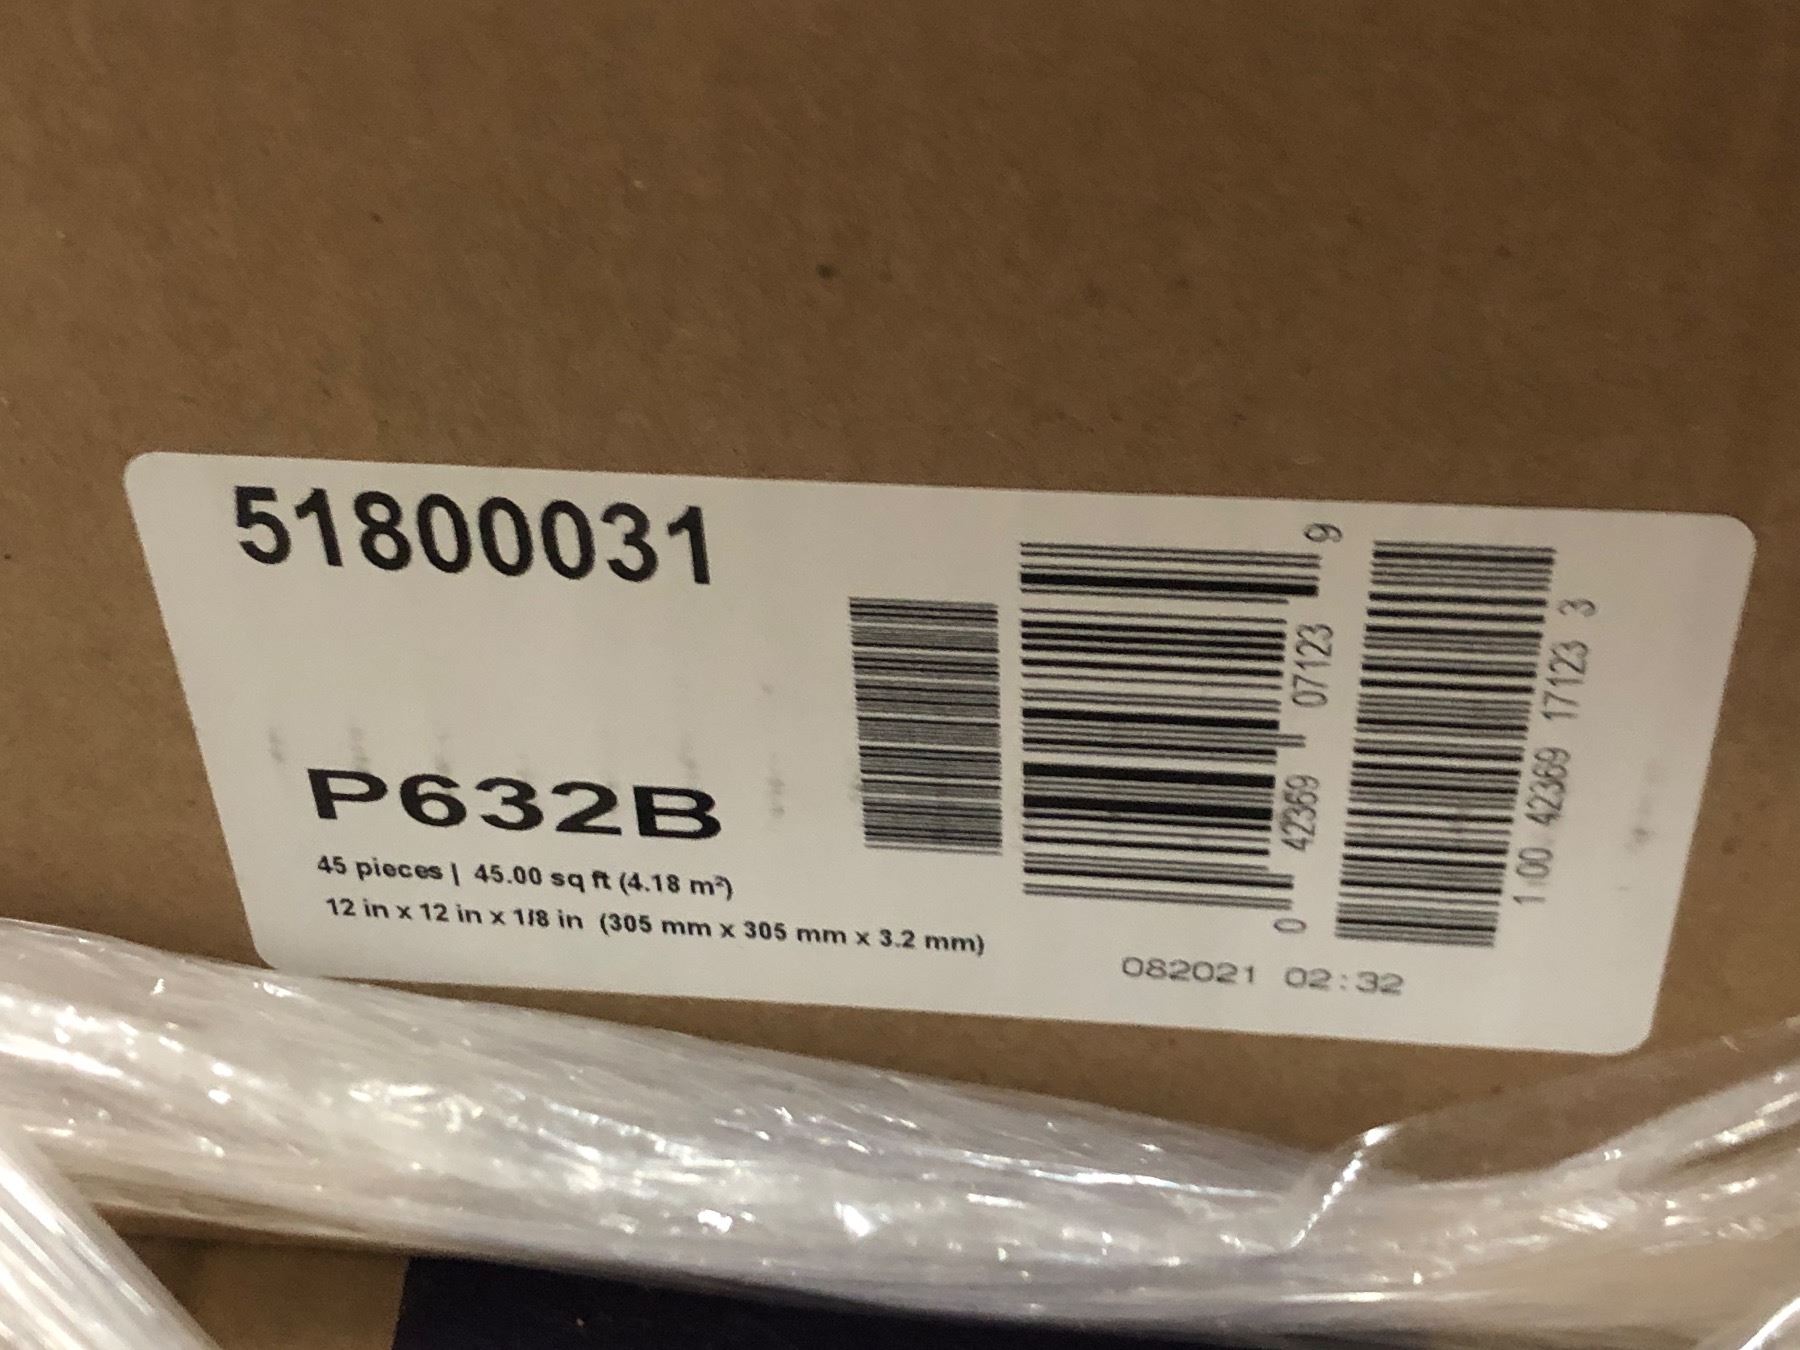 51800031
P632B
45 pieces | 45.00 sq ft (4.18 m²)
12 in x 12 in x 1/8 in (305 mm x 305 mm x 3.2 mm)
0 42369 07123 9
1 00 42369 17123 3
082021 02:32